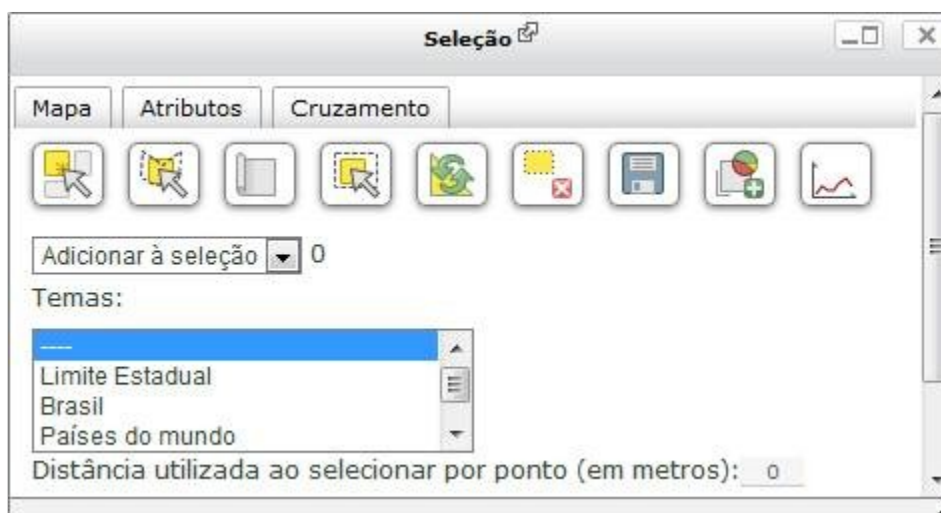 Seleção
Mapa Atributos Cruzamento
Adicionar à seleção 0
Temas:
----
Limite Estadual
Brasil
Países do mundo
Distância utilizada ao selecionar por ponto (em metros): 0